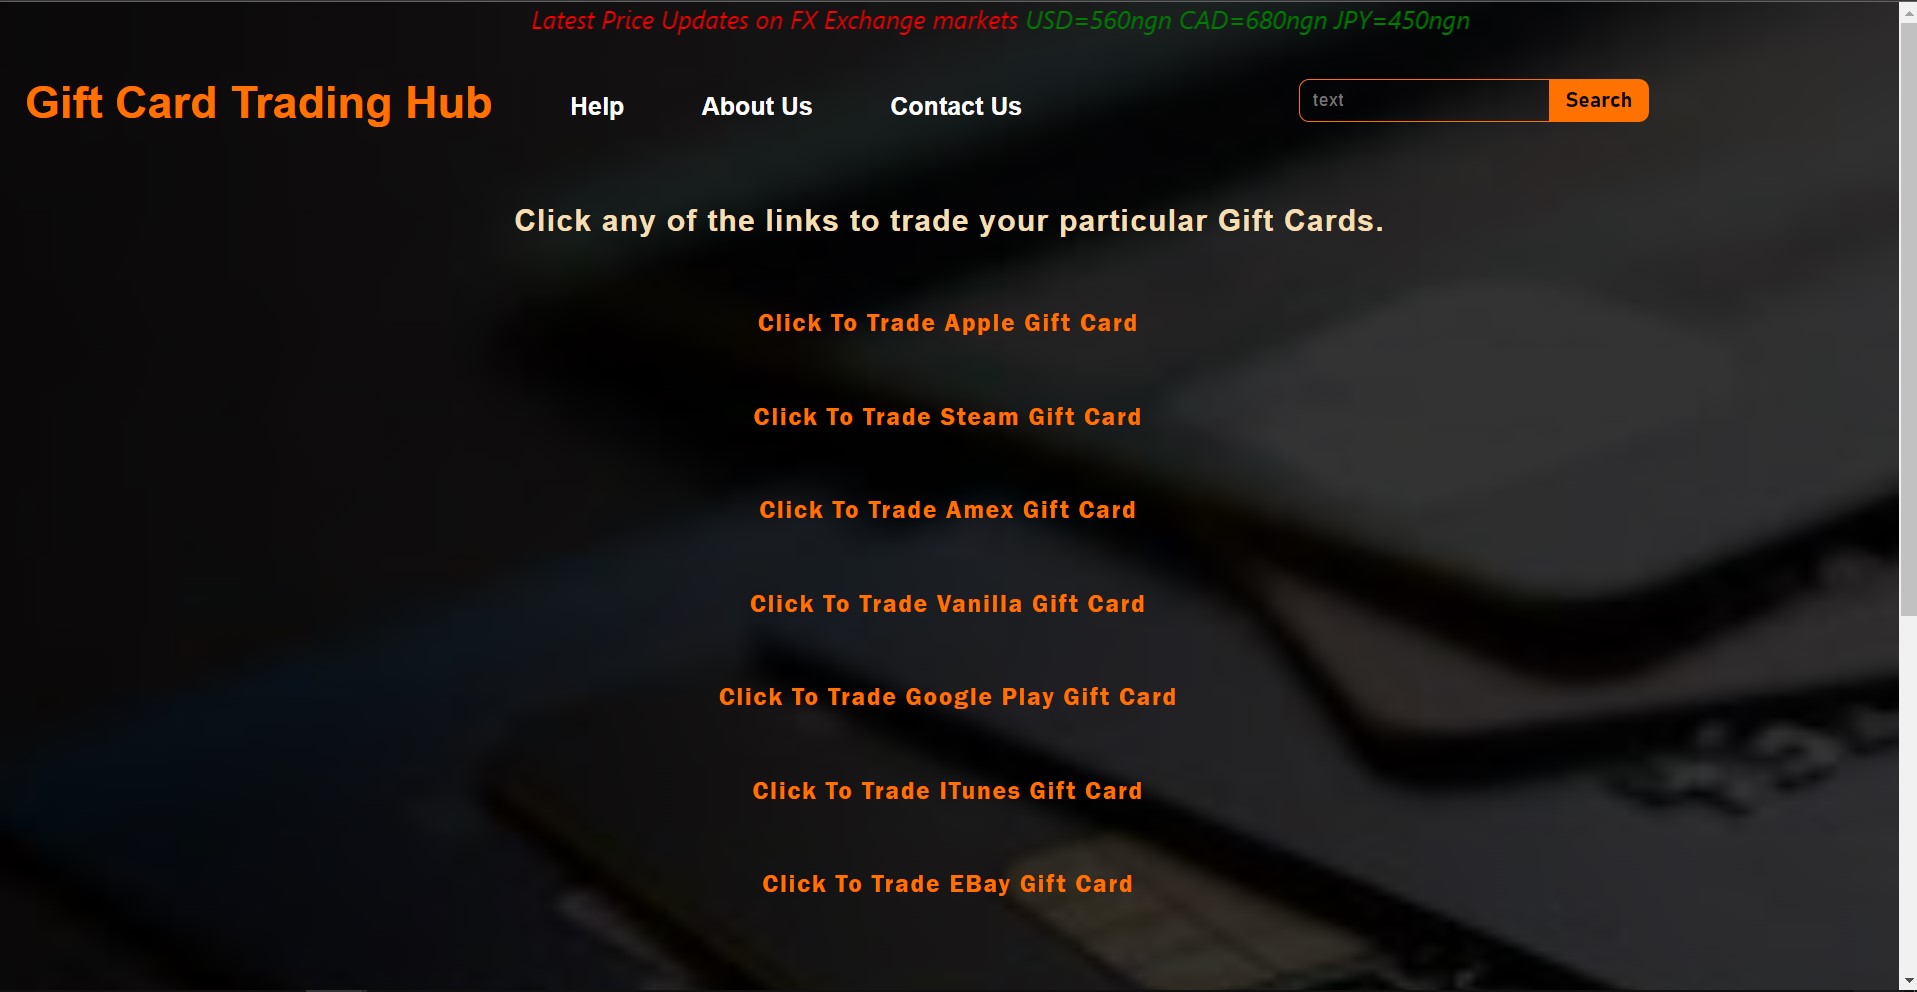 Latest Price Updates on FX Exchange markets USD=560ngn CAD=680ngn JPY=450ngn
Gift Card Trading Hub
Help
About Us
Contact Us
text
Search
Click any of the links to trade your particular Gift Cards.
Click To Trade Apple Gift Card
Click To Trade Steam Gift Card
Click To Trade Amex Gift Card
Click To Trade Vanilla Gift Card
Click To Trade Google Play Gift Card
Click To Trade ITunes Gift Card
Click To Trade EBay Gift Card